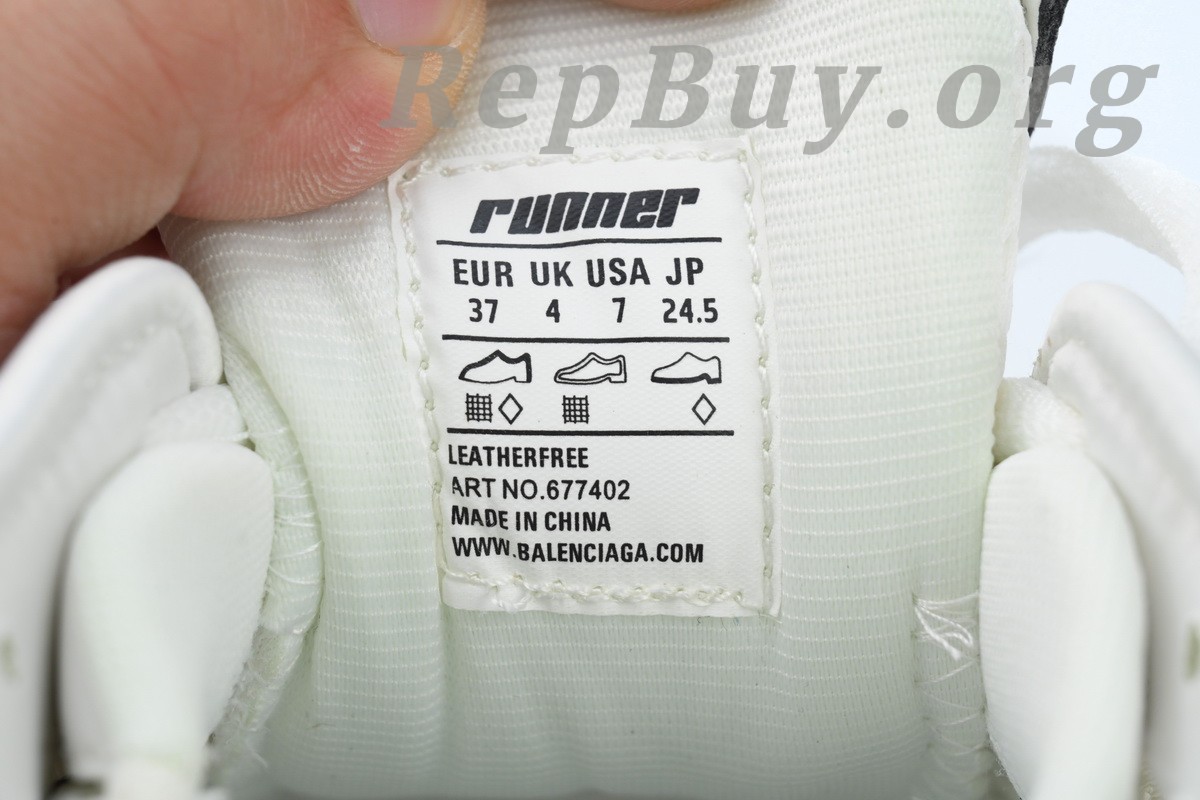 RepBuy.org
runner
EUR UK USA JP
37 4 7 24.5
LEATHERFREE
ART NO.677402
MADE IN CHINA
WWW.BALENCIAGA.COM